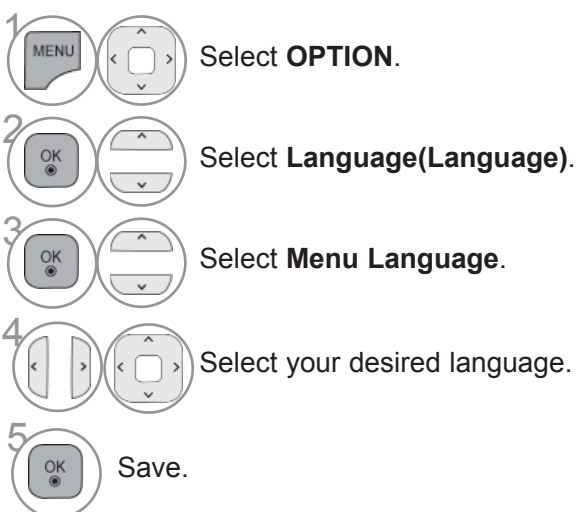 1
MENU
Select OPTION.
2
OK
Select Language(Language).
3
OK
Select Menu Language.
4
Select your desired language.
5
OK
Save.